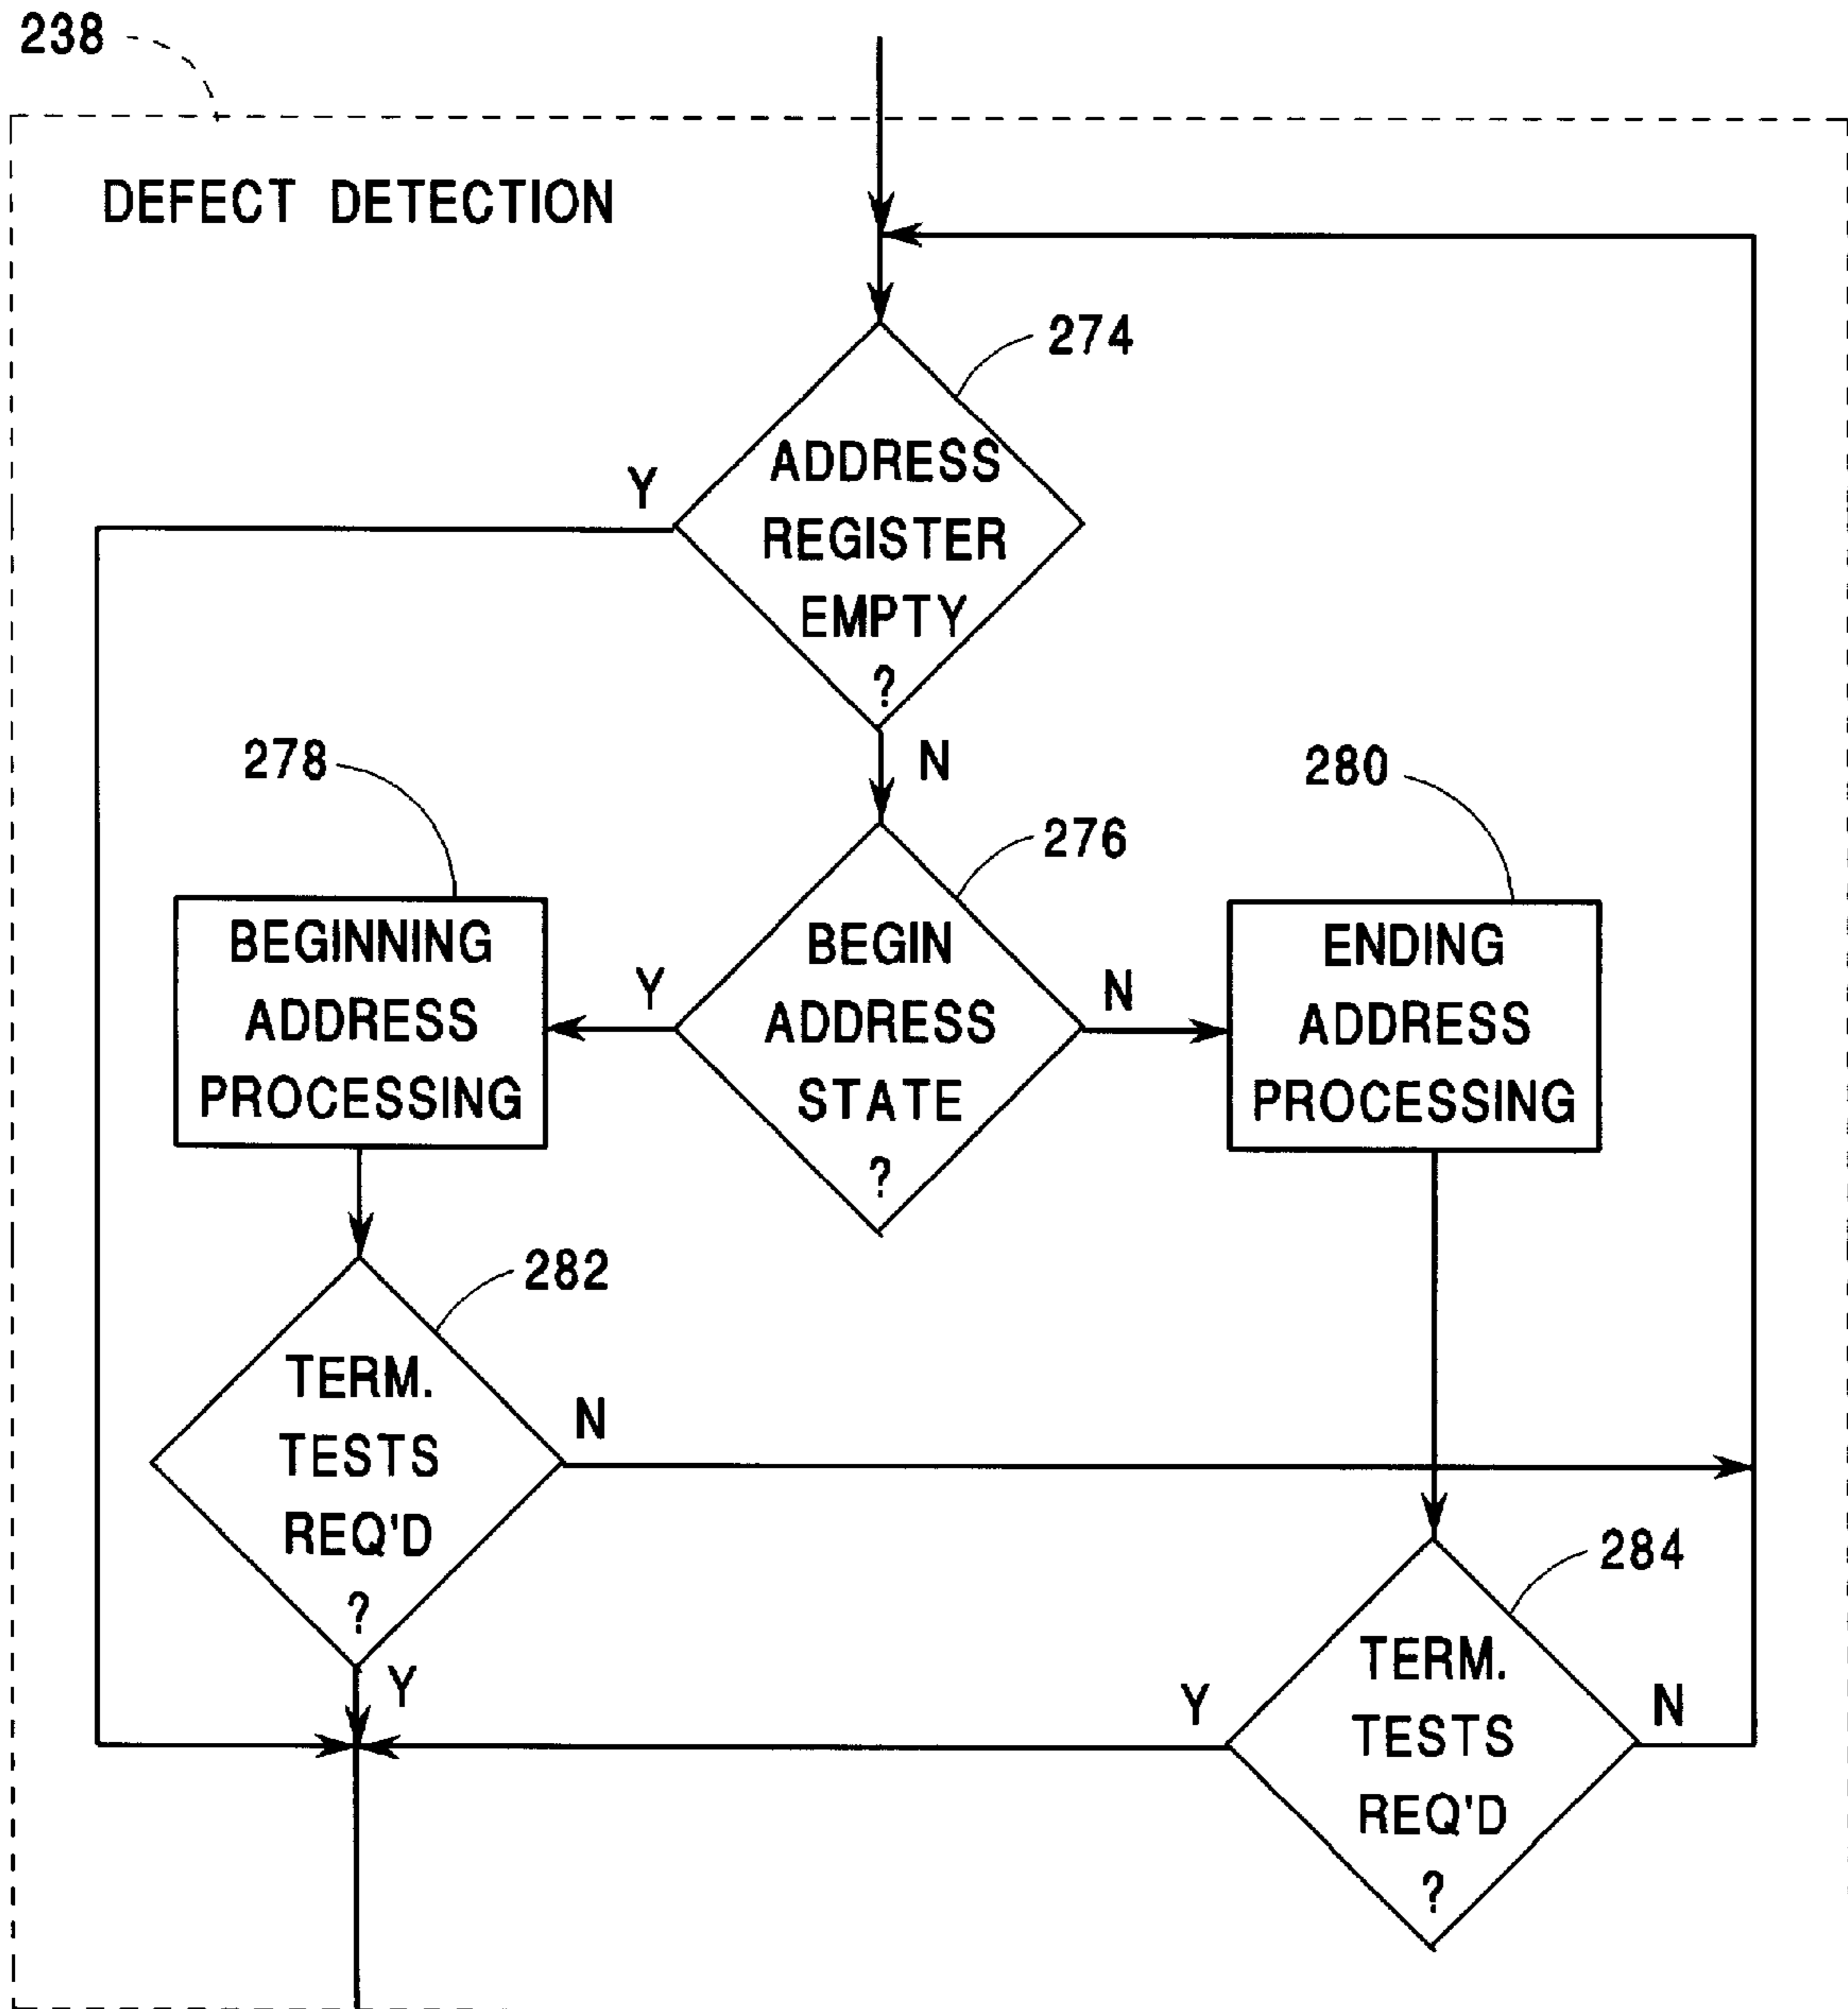 238
DEFECT DETECTION
274
ADDRESS
REGISTER
EMPTY
?
Y
N
278
280
276
BEGINNING
ADDRESS
PROCESSING
Y
BEGIN
ADDRESS
STATE
?
N
ENDING
ADDRESS
PROCESSING
282
TERM.
TESTS
REQ'D
?
N
Y
284
TERM.
TESTS
REQ'D
?
Y
N